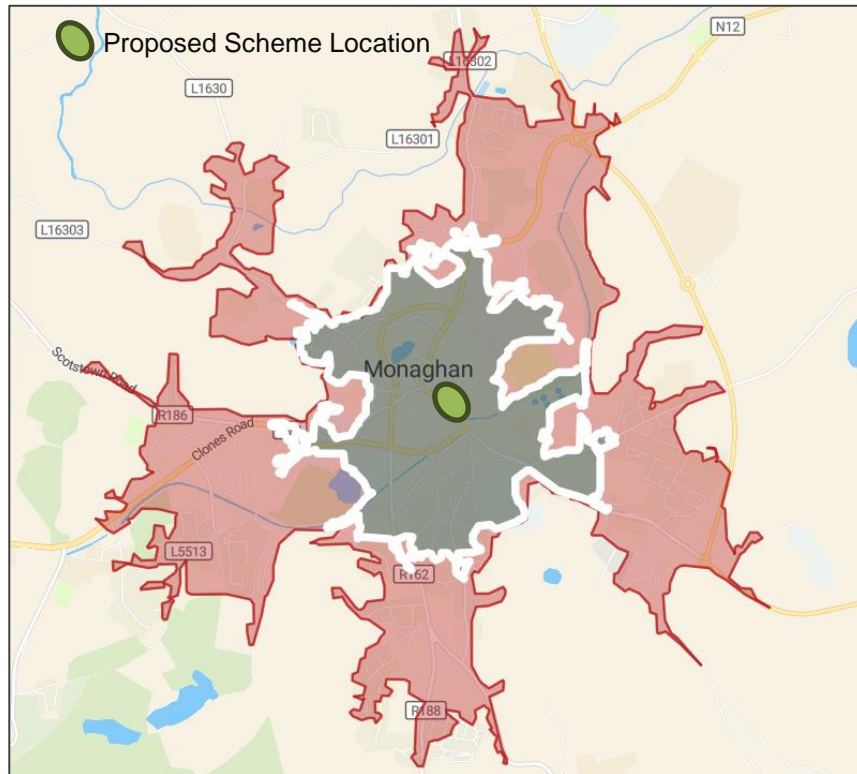 Proposed Scheme Location
N12
L16302
L1630
L16301
L16303
Monaghan
Scotstown Road
R186
Clones Road
L5513
R162
R188